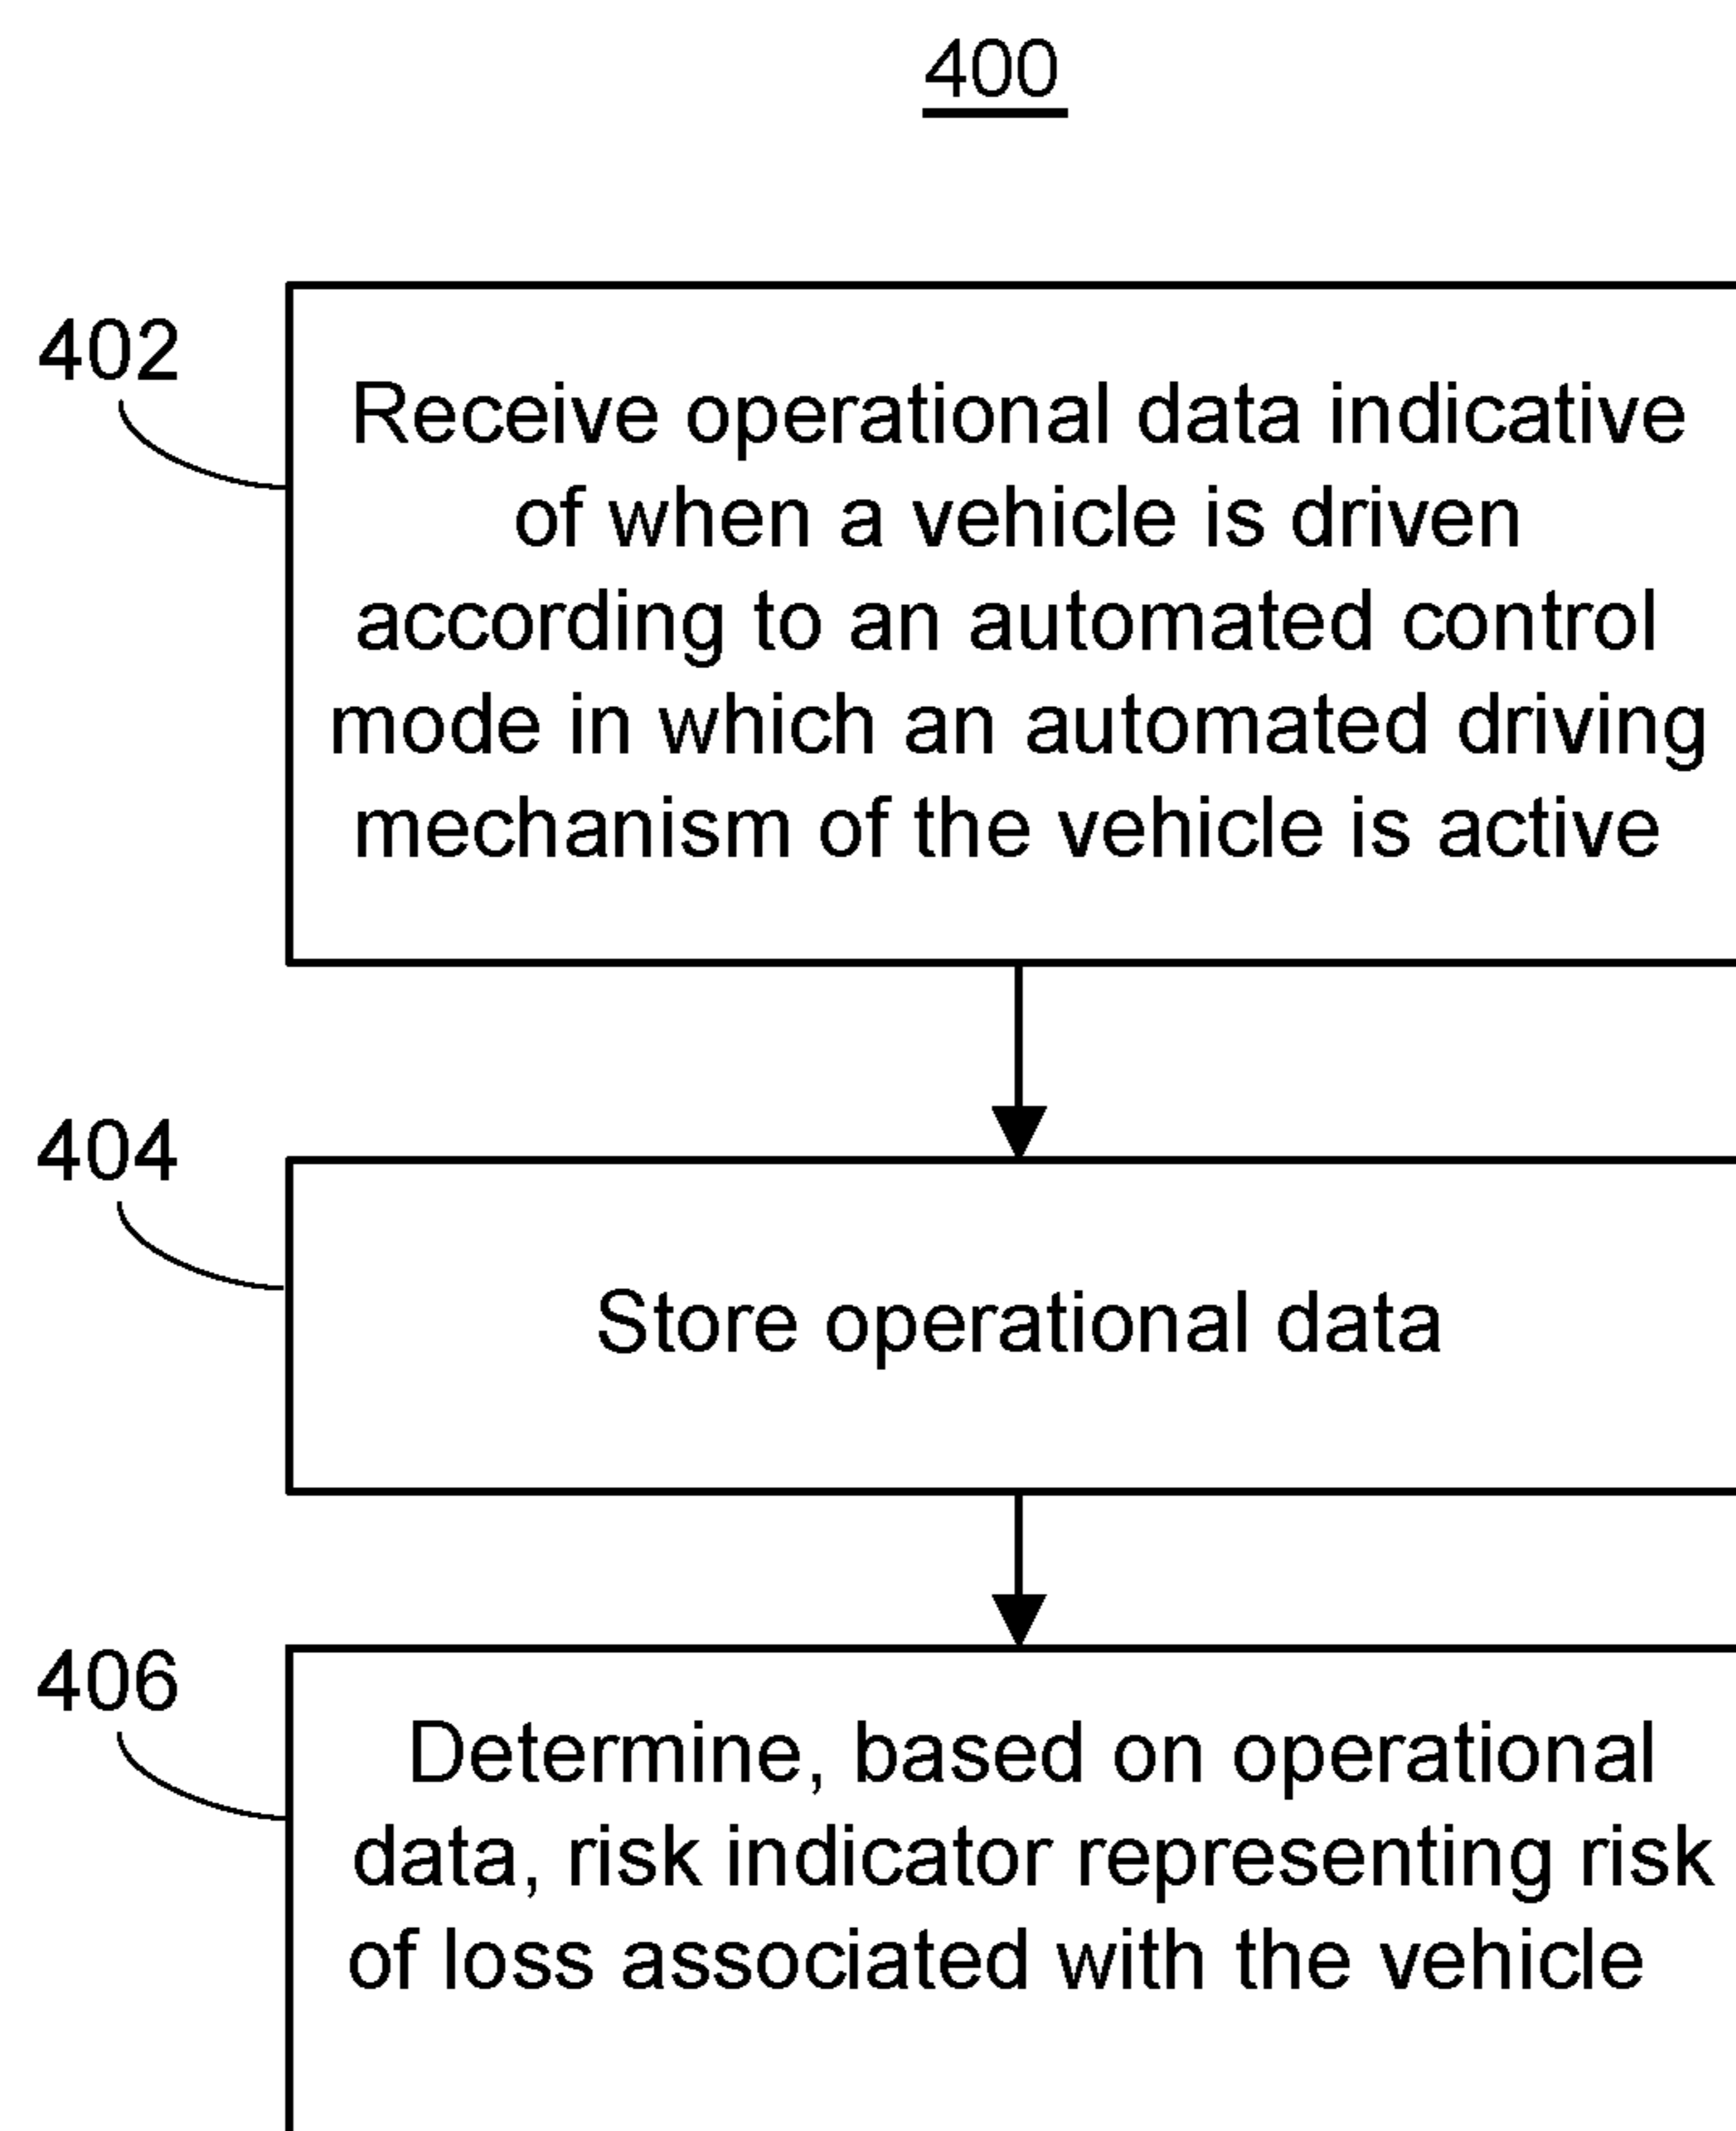 400
402
Receive operational data indicative
of when a vehicle is driven
according to an automated control
mode in which an automated driving
mechanism of the vehicle is active
404
Store operational data
406
Determine, based on operational
data, risk indicator representing risk
of loss associated with the vehicle